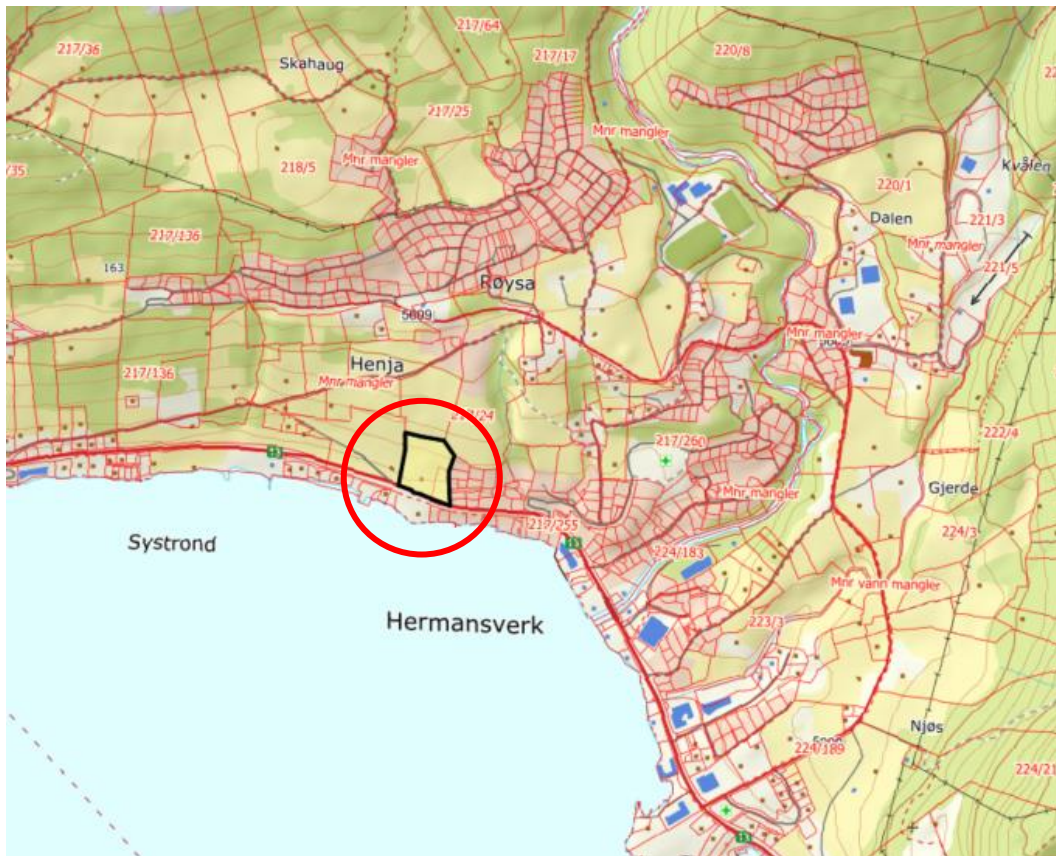 217/64
217/36
217/17
220/8
Skahaug
217/25
Mnr mangler
Mnr mangler
218/5
Kvålen
220/1
221/3
Dalen
217/136
Mnr mangler
221/5
163
Røysa
5609
Mnr mangler
Henja
217/136
Mnr mangler
217/24
222/4
217/260
13
Gjerde
Mnr mangler
217/255
224/3
Systrond
13
224/183
Mnr vann mangler
Hermansverk
223/3
Njøs
224/189
13